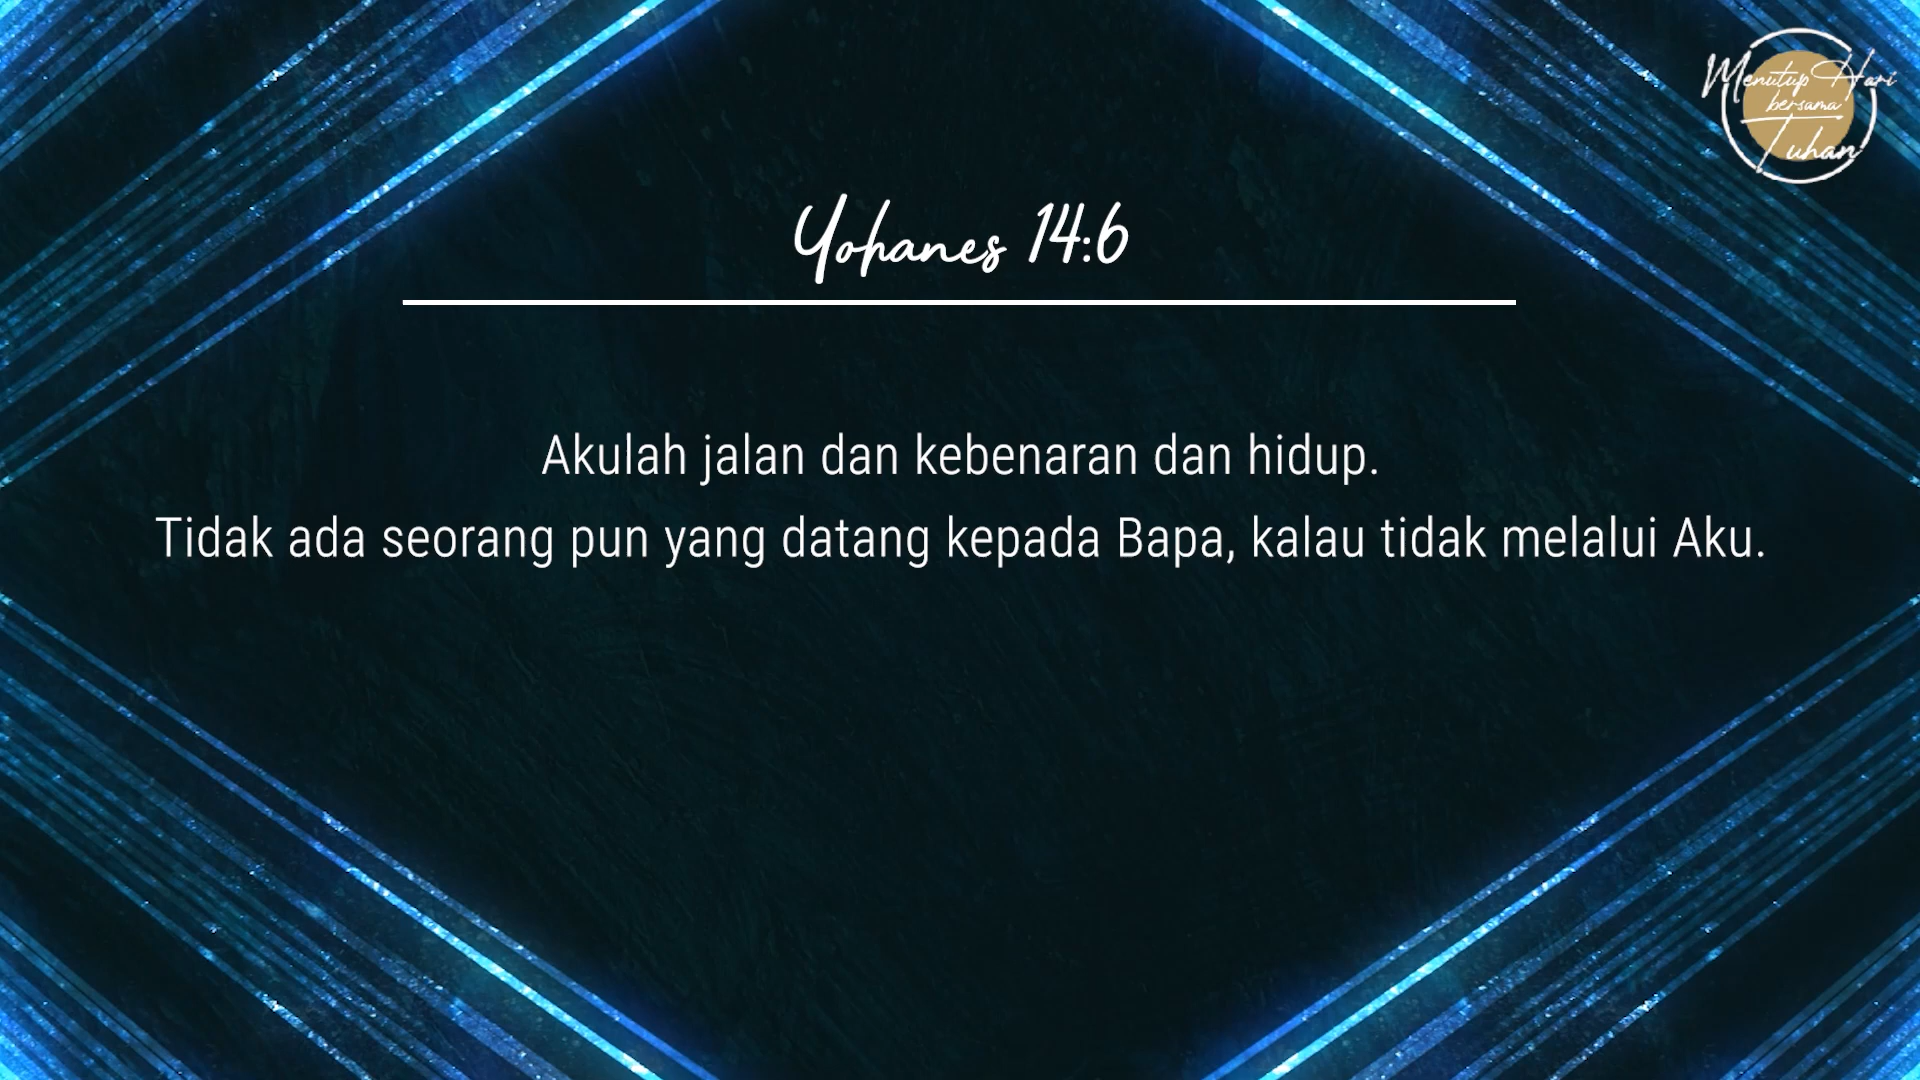 Menutup Hari
bersama
Tuhan
Yohanes 14:6
Akulah jalan dan kebenaran dan hidup.
Tidak ada seorang pun yang datang kepada Bapa, kalau tidak melalui Aku.